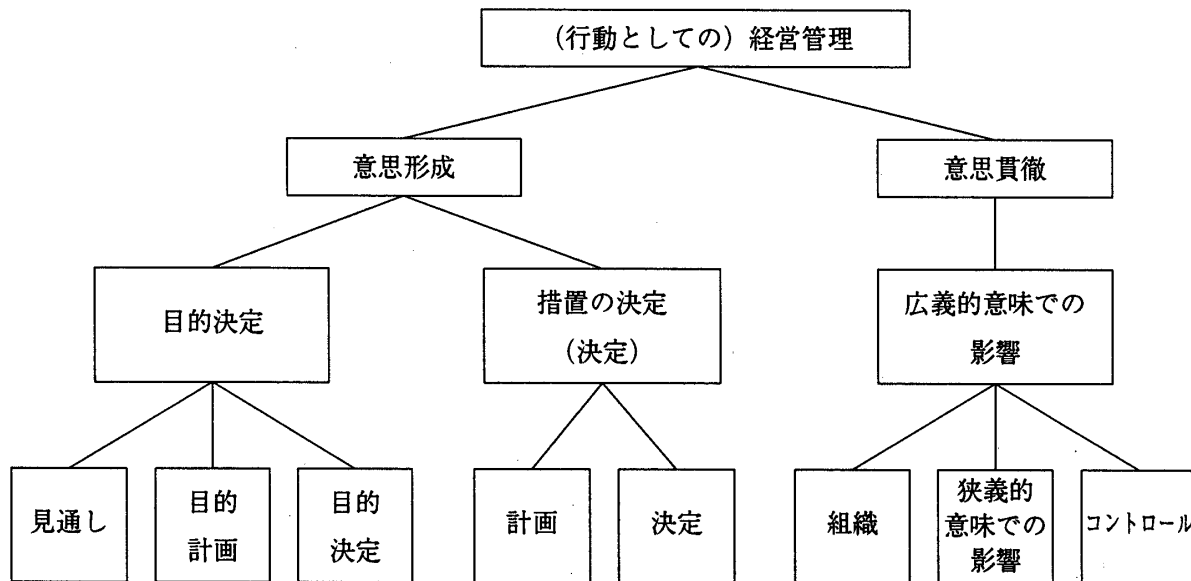 (行動としての)経営管理
意思形成
意思貫徹
目的決定
措置の決定
(決定)
広義的意味での
影響
見通し
目的
計画
目的
決定
計画
決定
組織
狭義的
意味での
影響
コントロール